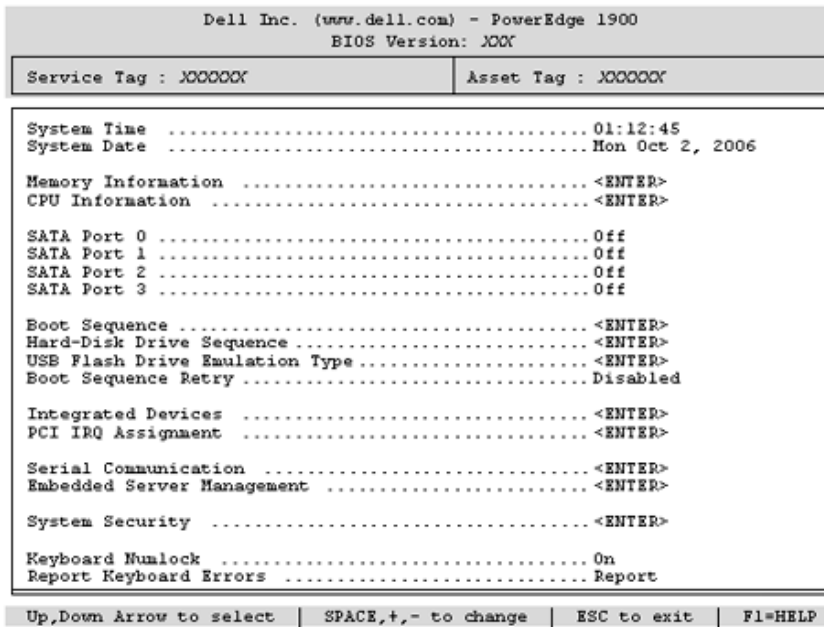 Dell Inc. (www.dell.com) - PowerEdge 1900
BIOS Version: XXX
Service Tag : XXXXXX
Asset Tag : XXXXXX
System Time ....................................... 01:12:45
System Date ....................................... Mon Oct 2, 2006
Memory Information ................................ <ENTER>
CPU Information ................................... <ENTER>
SATA Port 0 ........................................ Off
SATA Port 1 ........................................ Off
SATA Port 2 ........................................ Off
SATA Port 3 ........................................ Off
Boot Sequence ...................................... <ENTER>
Hard-Disk Drive Sequence ........................... <ENTER>
USB Flash Drive Emulation Type ..................... <ENTER>
Boot Sequence Retry ................................ Disabled
Integrated Devices ................................ <ENTER>
PCI IRQ Assignment ................................ <ENTER>
Serial Communication .............................. <ENTER>
Embedded Server Management ........................ <ENTER>
System Security ................................... <ENTER>
Keyboard Numlock .................................. On
Report Keyboard Errors ............................ Report
Up,Down Arrow to select | SPACE,+,- to change | ESC to exit | F1=HELP